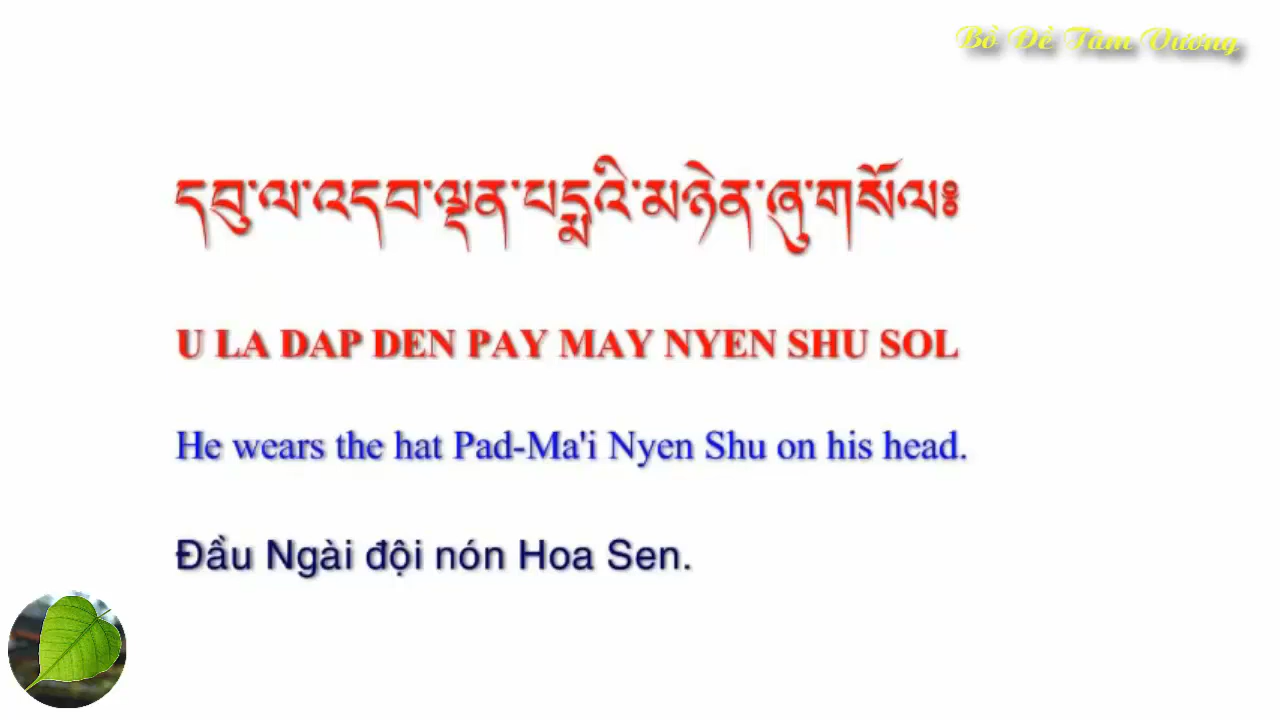 Bồ Đề Tâm Vương
དབུ་ལ་འདབ་ལྡན་པདྨའི་མཉེན་ཞུ་གསོལ༔
U LA DAP DEN PAY MAY NYEN SHU SOL
He wears the hat Pad-Ma'i Nyen Shu on his head.
Đầu Ngài đội nón Hoa Sen.